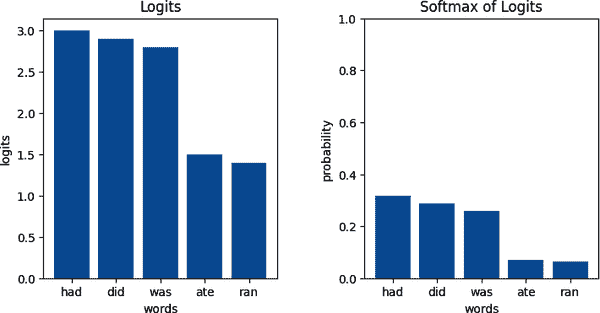 Logits
3.0
2.5
2.0
1.5
1.0
0.5
0.0
logits
had did was ate ran
words
Softmax of Logits
1.0
0.8
0.6
0.4
0.2
0.0
probability
had did was ate ran
words